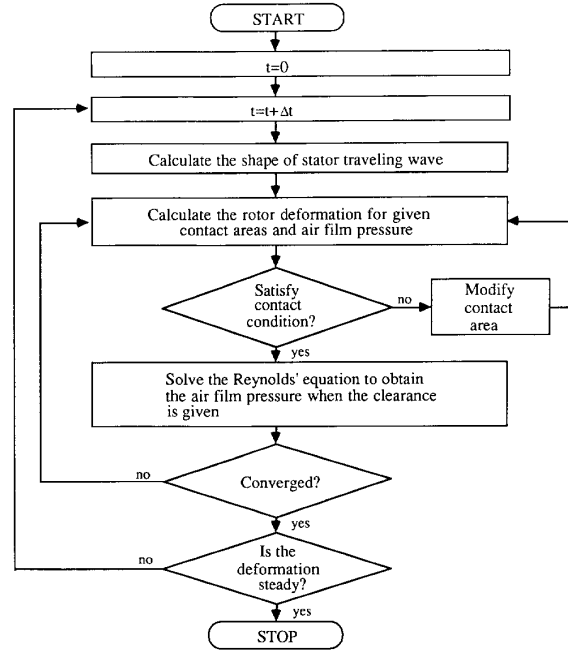 START
t=0
t=t+Δt
Calculate the shape of stator traveling wave
Calculate the rotor deformation for given
contact areas and air film pressure
Satisfy
contact
condition?
no
Modify
contact
area
yes
Solve the Reynolds' equation to obtain
the air film pressure when the clearance
is given
Converged?
no
yes
Is the
deformation
steady?
no
yes
STOP